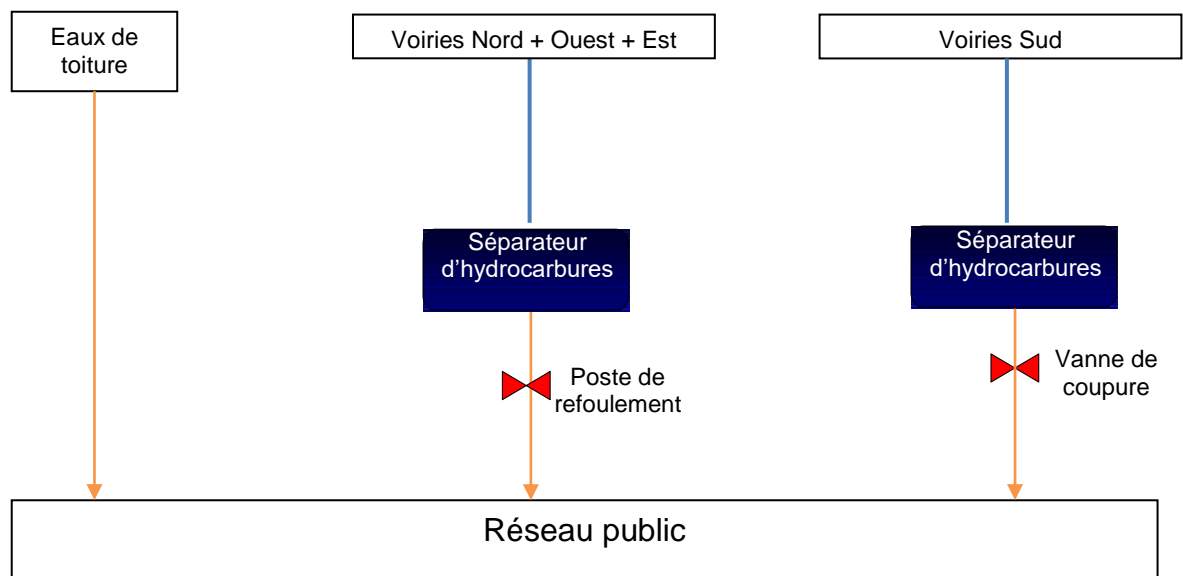 Eaux de
toiture
Voiries Nord + Ouest + Est
Voiries Sud
Séparateur
d’hydrocarbures
Séparateur
d’hydrocarbures
Poste de
refoulement
Vanne de
coupure
Réseau public